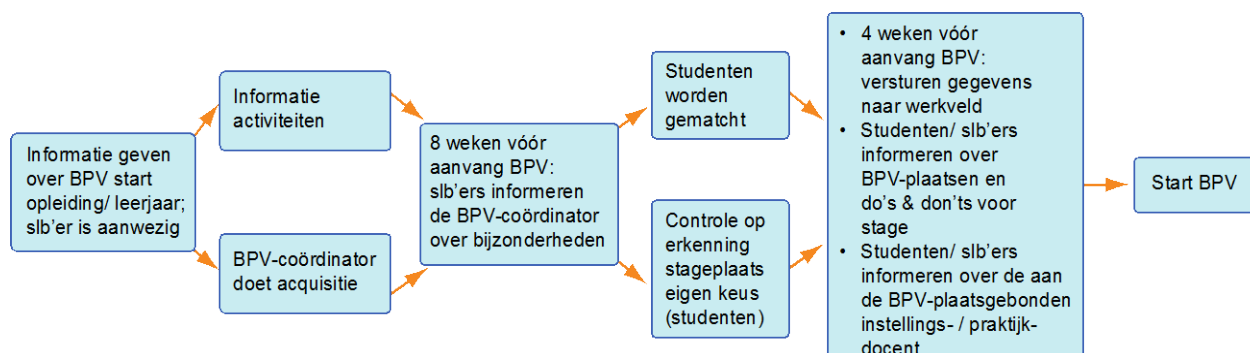 Informatie geven
over BPV start
opleiding/ leerjaar;
slb'er is aanwezig
Informatie
activiteiten
BPV-coördinator
doet acquisitie
8 weken vóór
aanvang BPV:
slb'ers informeren
de BPV-coördinator
over bijzonderheden
Studenten
worden
gematcht
Controle op
erkenning
stageplaats
eigen keus
(studenten)
• 4 weken vóór
aanvang BPV:
versturen gegevens
naar werkveld
• Studenten/ slb'ers
informeren over
BPV-plaatsen en
do's & don'ts voor
stage
• Studenten/ slb'ers
informeren over de aan
de BPV-plaatsgebonden
instellings- / praktijk-
docent
Start BPV